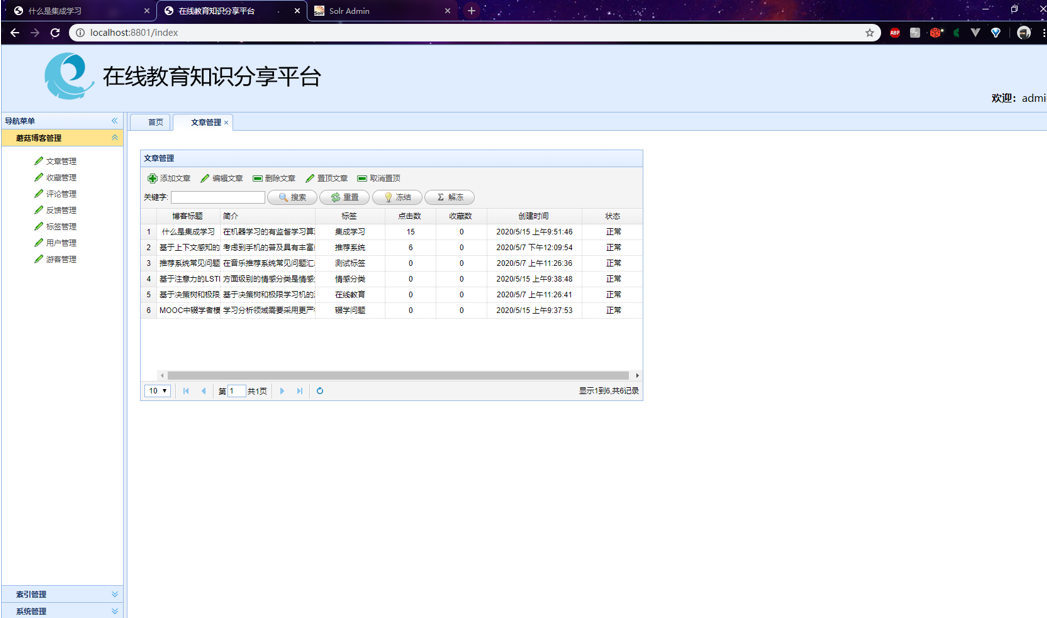 什么是集成学习 × 在线教育知识分享平台 × Solr Admin × +
localhost:8801/index ABP
在线教育知识分享平台
欢迎: admi
导航菜单
蘑菇博客管理
文章管理
收藏管理
评论管理
反馈管理
标签管理
用户管理
游客管理
索引管理
系统管理
首页 文章管理 ×
文章管理
添加文章 编辑文章 删除文章 置顶文章 取消置顶
关键字: 搜索 重置 冻结 Σ 解冻
博客标题 简介 标签 点击数 收藏数 创建时间 状态
1 什么是集成学习 在机器学习的有监督学习算 集成学习 15 0 2020/5/15 上午9:51:46 正常
2 基于上下文感知的 考虑到手机的普及具有丰富 推荐系统 6 0 2020/5/7 下午12:09:54 正常
3 推荐系统常见问题 在音乐推荐系统常见问题汇 测试标签 0 0 2020/5/7 上午11:26:36 正常
4 基于注意力的LSTI 方面级别的情感分类是情感 情感分类 0 0 2020/5/15 上午9:38:48 正常
5 基于决策树和极限 基于决策树和极限学习机的 在线教育 0 0 2020/5/7 上午11:26:41 正常
6 MOOC中辍学者模 学习分析领域需要采用更严 辍学问题 0 0 2020/5/15 上午9:37:53 正常
10 第 1 共1页 显示1到6,共6记录